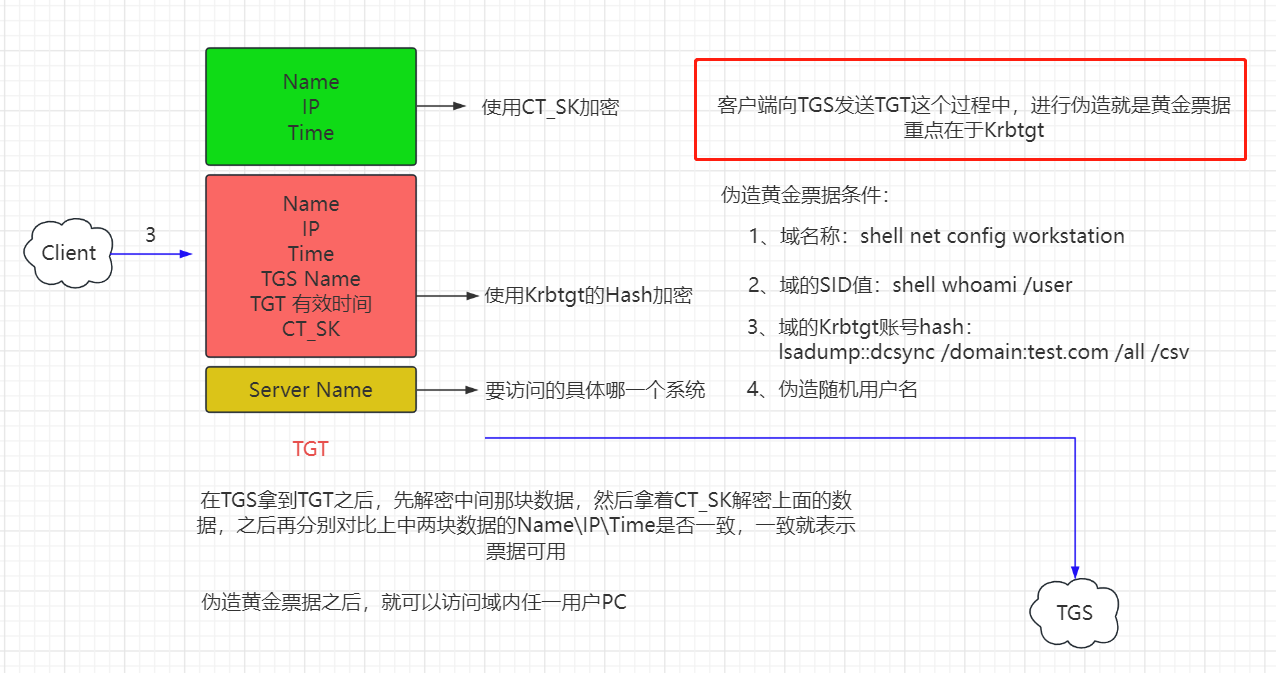 Name
IP
Time
使用CT_SK加密
客户端向TGS发送TGT这个过程中，进行伪造就是黄金票据
重点在于Krbtgt
Client
3
Name
IP
Time
TGS Name
TGT 有效时间
CT_SK
使用Krbtgt的Hash加密
Server Name
要访问的具体哪一个系统
伪造黄金票据条件：
1、域名称：shell net config workstation
2、域的SID值：shell whoami /user
3、域的Krbtgt账号hash：
lsadump::dcsync /domain:test.com /all /csv
4、伪造随机用户名
TGT
在TGS拿到TGT之后，先解密中间那块数据，然后拿着CT_SK解密上面的数
据，之后再分别对比上中两块数据的Name\IP\Time是否一致，一致就表示
票据可用
伪造黄金票据之后，就可以访问域内任一用户PC
TGS